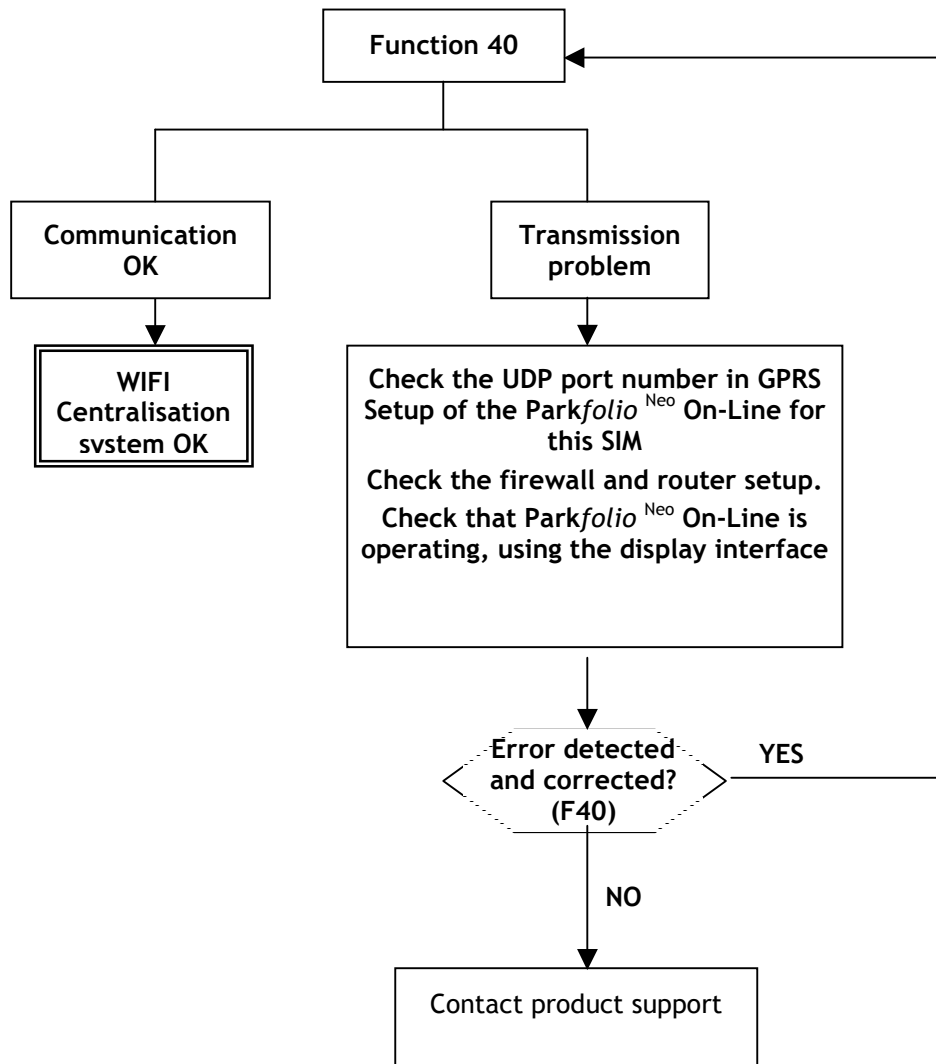 Function 40
Communication
OK
Transmission
problem
WIFI
Centralisation
system OK
Check the UDP port number in GPRS
Setup of the Parkfolio Neo On-Line for
this SIM
Check the firewall and router setup.
Check that Parkfolio Neo On-Line is
operating, using the display interface
Error detected
and corrected?
(F40)
YES
NO
Contact product support